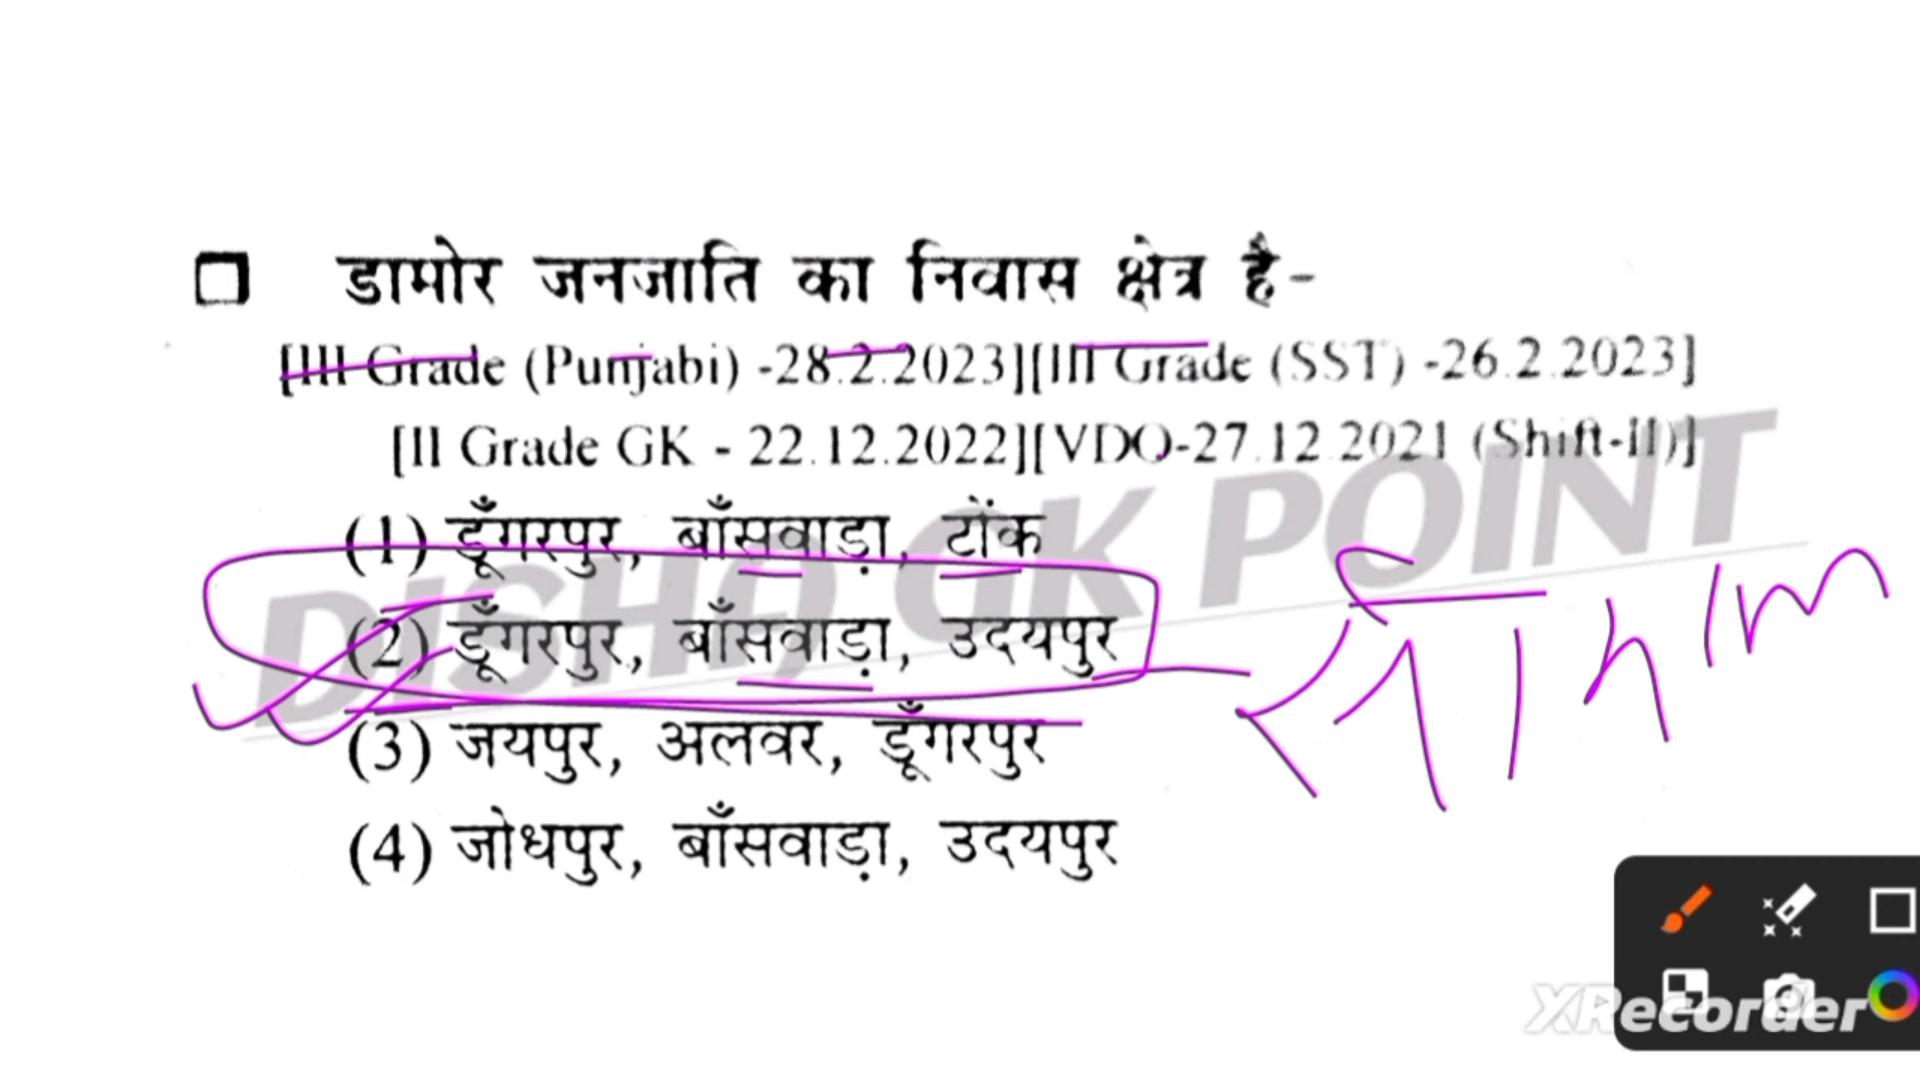 डामोर जनजाति का निवास क्षेत्र है-
[III Grade (Punjabi) -28.2.2023][III Grade (SST) -26.2.2023]
[II Grade GK - 22.12.2022][VDO-27.12.2021 (Shift-II)]
(1) डूँगरपुर, बाँसवाड़ा, टोंक
(2) डूँगरपुर, बाँसवाड़ा, उदयपुर
(3) जयपुर, अलवर, डूँगरपुर
(4) जोधपुर, बाँसवाड़ा, उदयपुर
DISHA GK POINT
XRecorder